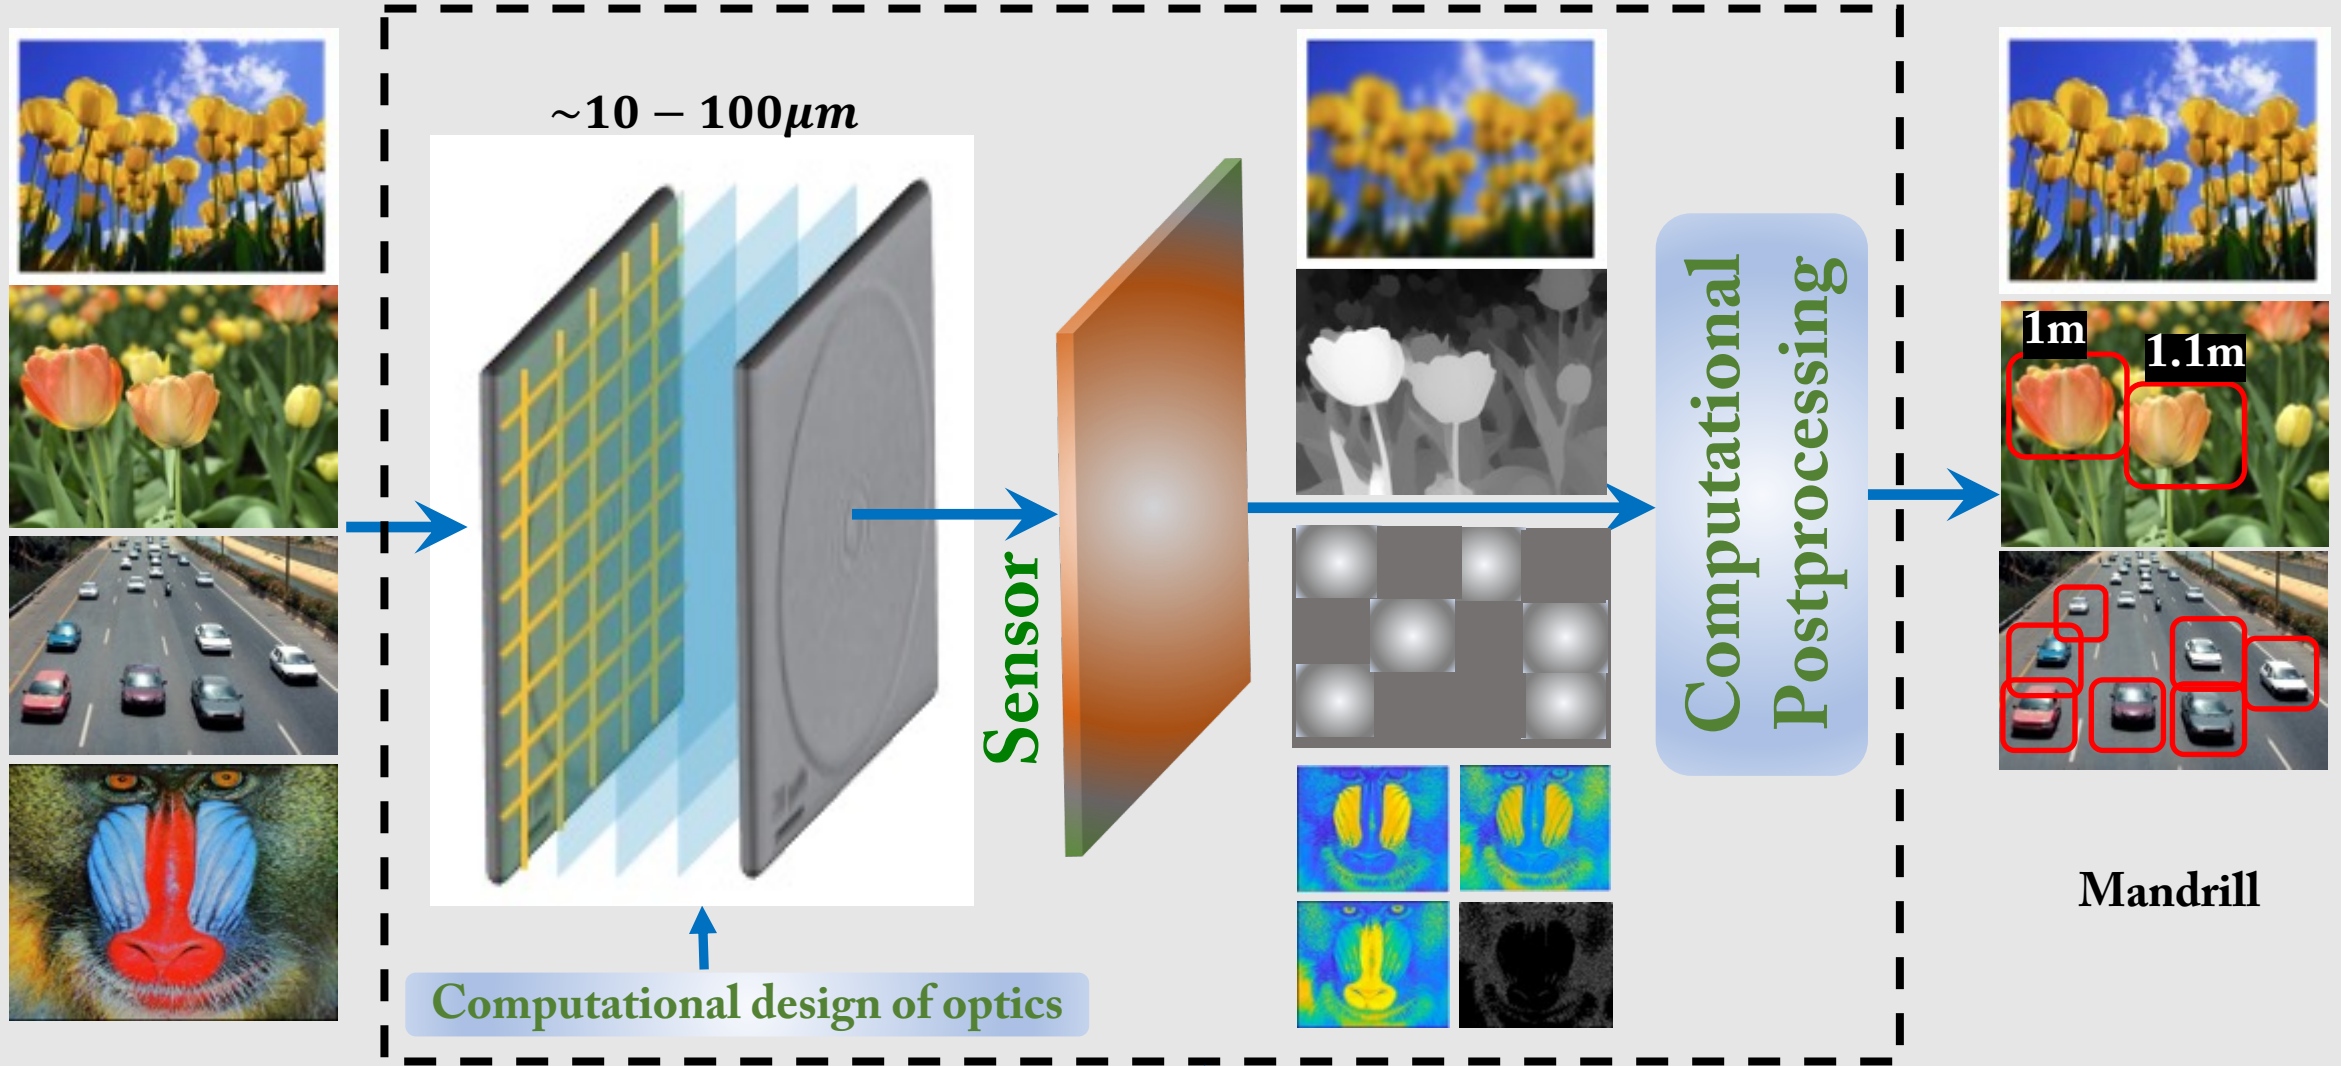 ~10 − 100μm
Sensor
Computational
Postprocessing
1m
1.1m
Mandrill
Computational design of optics